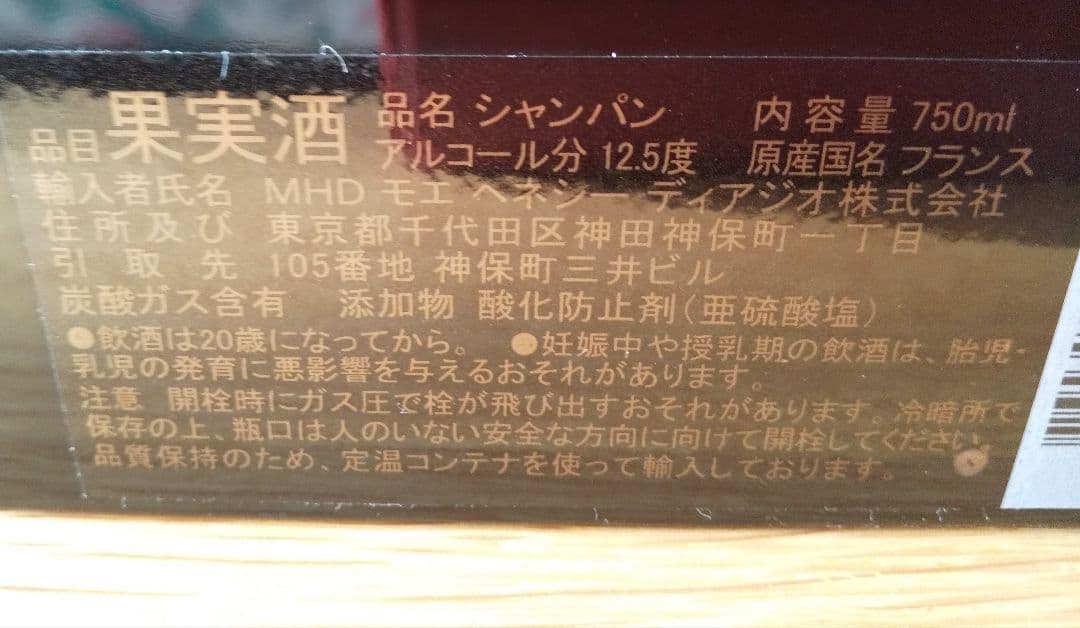 品目 果実酒 品名 シャンパン 内容量 750ml
アルコール分 12.5度 原産国名 フランス
輸入者氏名 MHD モエ ヘネシー ディアジオ株式会社
住所及び 東京都千代田区神田神保町一丁目
引取先 105番地 神保町三井ビル
炭酸ガス含有 添加物 酸化防止剤(亜硫酸塩)
●飲酒は20歳になってから。 ●妊娠中や授乳期の飲酒は、胎児・
乳児の発育に悪影響を与えるおそれがあります。
注意 開栓時にガス圧で栓が飛び出すおそれがあります。冷暗所で
保存の上、瓶口は人のいない安全な方向に向けて開栓してください。
品質保持のため、定温コンテナを使って輸入しております。